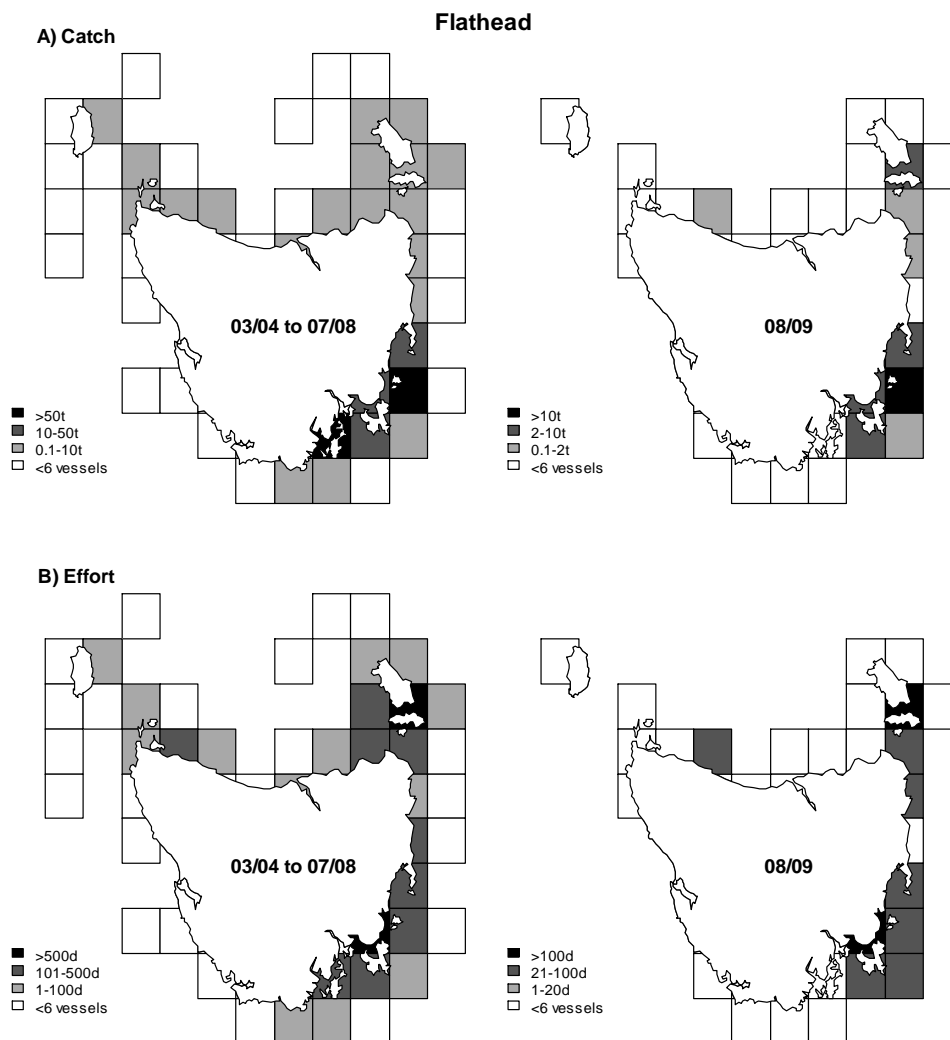 Flathead
A) Catch
03/04 to 07/08
>50t
10-50t
0.1-10t
<6 vessels
08/09
>10t
2-10t
0.1-2t
<6 vessels
B) Effort
03/04 to 07/08
>500d
101-500d
1-100d
<6 vessels
08/09
>100d
21-100d
1-20d
<6 vessels